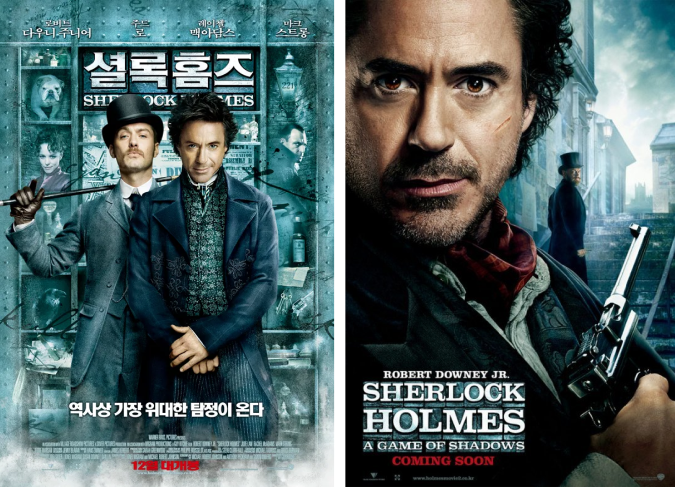 로버트
다우니 주니어
주드
로
레이첼
맥아담스
마크
스트롱
셜록홈즈
SHERLOCK HOLMES
역사상 가장 위대한 탐정이 온다
12월 대개봉
ROBERT DOWNEY JR.
SHERLOCK
HOLMES
A GAME OF SHADOWS
COMING SOON